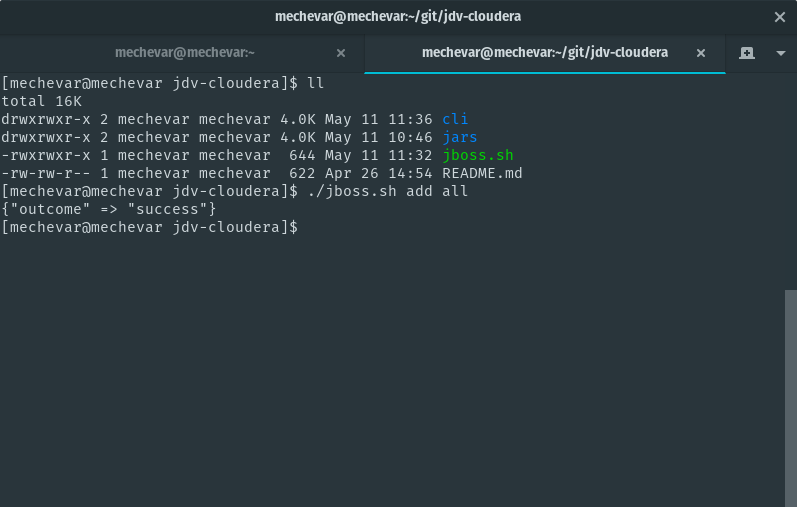 mechevar@mechevar:~/git/jdv-cloudera
mechevar@mechevar:~ mechevar@mechevar:~/git/jdv-cloudera
[mechevar@mechevar jdv-cloudera]$ ll
total 16K
drwxrwxr-x 2 mechevar mechevar 4.0K May 11 11:36 cli
drwxrwxr-x 2 mechevar mechevar 4.0K May 11 10:46 jars
-rwxrwxr-x 1 mechevar mechevar  644 May 11 11:32 jboss.sh
-rw-rw-r-- 1 mechevar mechevar  622 Apr 26 14:54 README.md
[mechevar@mechevar jdv-cloudera]$ ./jboss.sh add all
{"outcome" => "success"}
[mechevar@mechevar jdv-cloudera]$